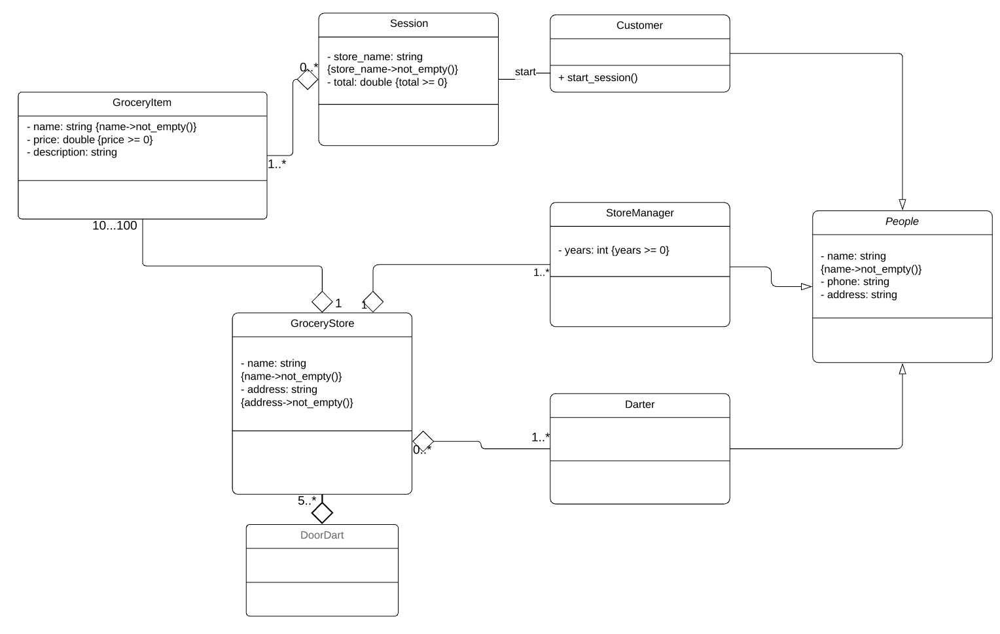 Session
- store_name: string
{store_name->not_empty()}
- total: double {total >= 0}
Customer
+ start_session()
start
0..*
GroceryItem
- name: string {name->not_empty()}
- price: double {price >= 0}
- description: string
1..*
10...100
StoreManager
- years: int {years >= 0}
1..*
People
- name: string
{name->not_empty()}
- phone: string
- address: string
1
1
GroceryStore
- name: string
{name->not_empty()}
- address: string
{address->not_empty()}
0..*
1..*
Darter
5..*
DoorDart